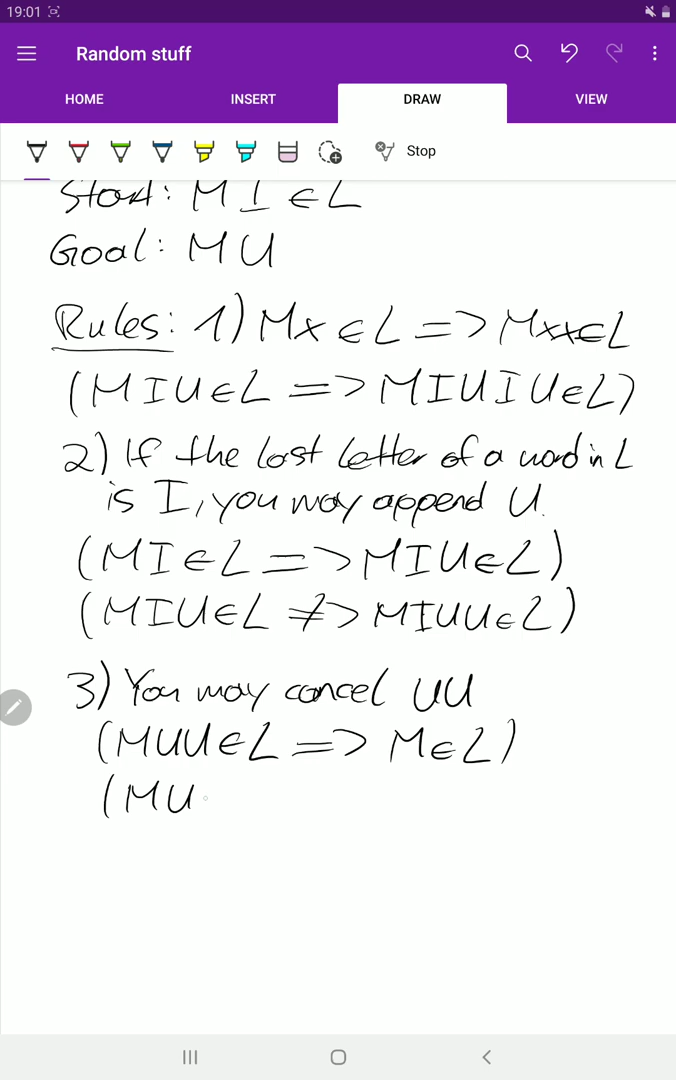 19:01
Random stuff
HOME INSERT DRAW VIEW
Stop
Start: MI ∈ L
Goal: MU
Rules: 1) Mx ∈ L => Mxx ∈ L
(MIU ∈ L => MIUIU ∈ L)
2) If the last letter of a word in L
is I, you may append U.
(MI ∈ L => MIU ∈ L)
(MIU ∈ L ≠> MIUU ∈ L)
3) You may cancel UU
(MUU ∈ L => M ∈ L)
(MU